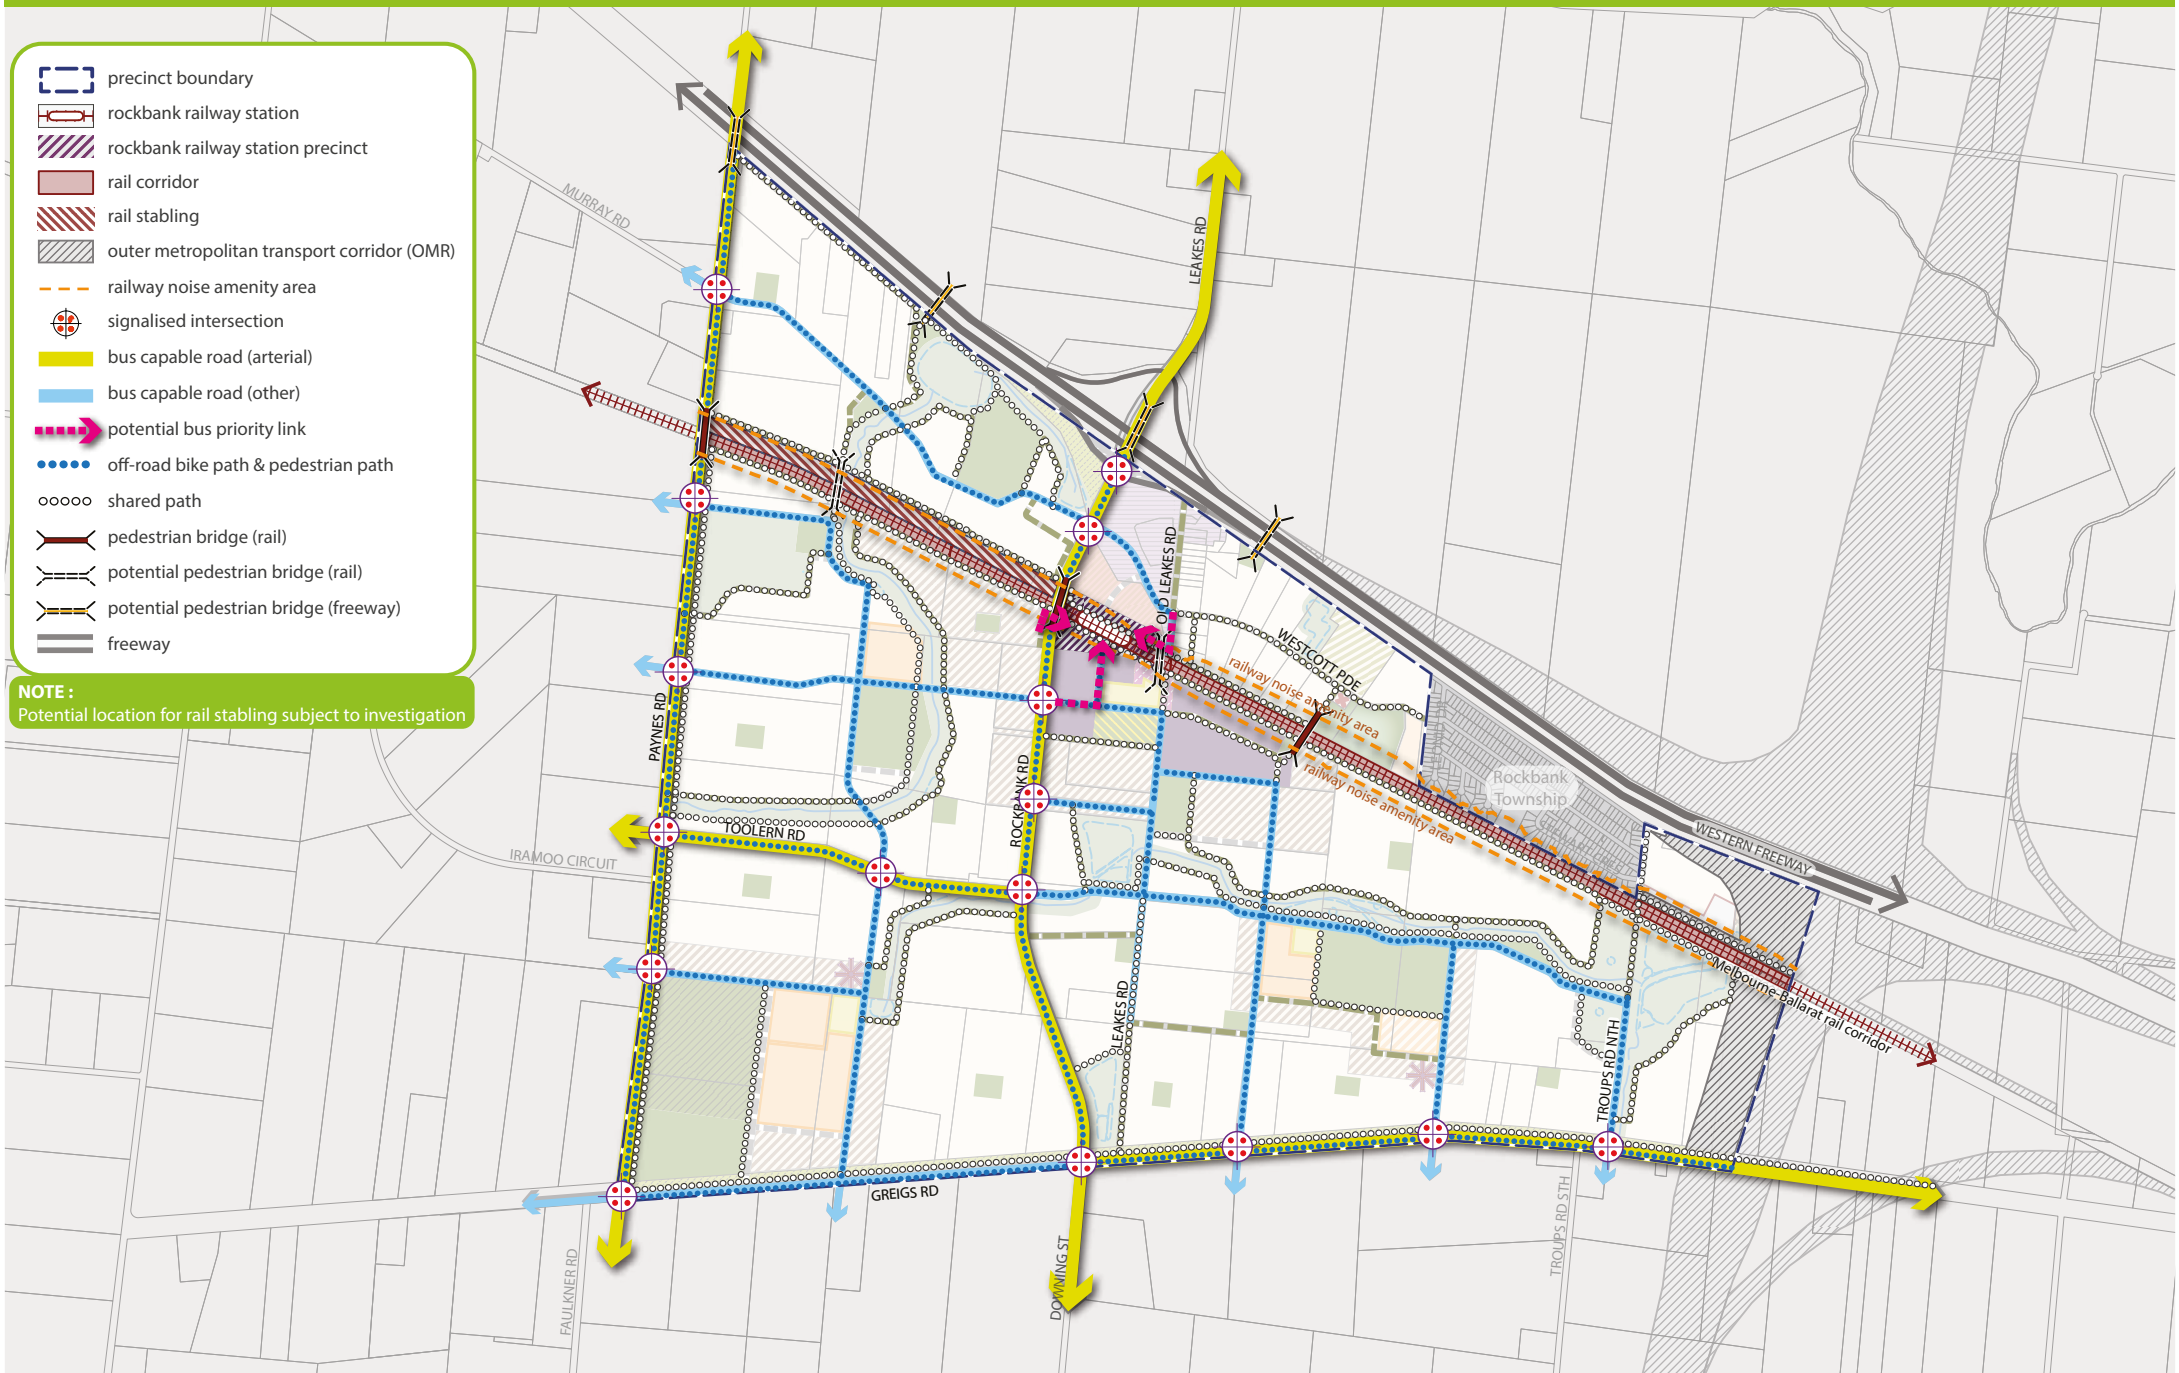 precinct boundary
rockbank railway station
rockbank railway station precinct
rail corridor
rail stabling
outer metropolitan transport corridor (OMR)
railway noise amenity area
signalised intersection
bus capable road (arterial)
bus capable road (other)
potential bus priority link
off-road bike path & pedestrian path
shared path
pedestrian bridge (rail)
potential pedestrian bridge (rail)
potential pedestrian bridge (freeway)
freeway
NOTE :
Potential location for rail stabling subject to investigation
MURRAY RD
LEAKES RD
OLD LEAKES RD
WESTCOTT PDE
railway noise amenity area
railway noise amenity area
PAYNES RD
ROCKBANK RD
Rockbank
Township
TOOLERN RD
IRAMOO CIRCUIT
WESTERN FREEWAY
LEAKES RD
Melbourne-Ballarat rail corridor
TROUPS RD NTH
GREIGS RD
TROUPS RD STH
FAULKNER RD
DOWNING ST